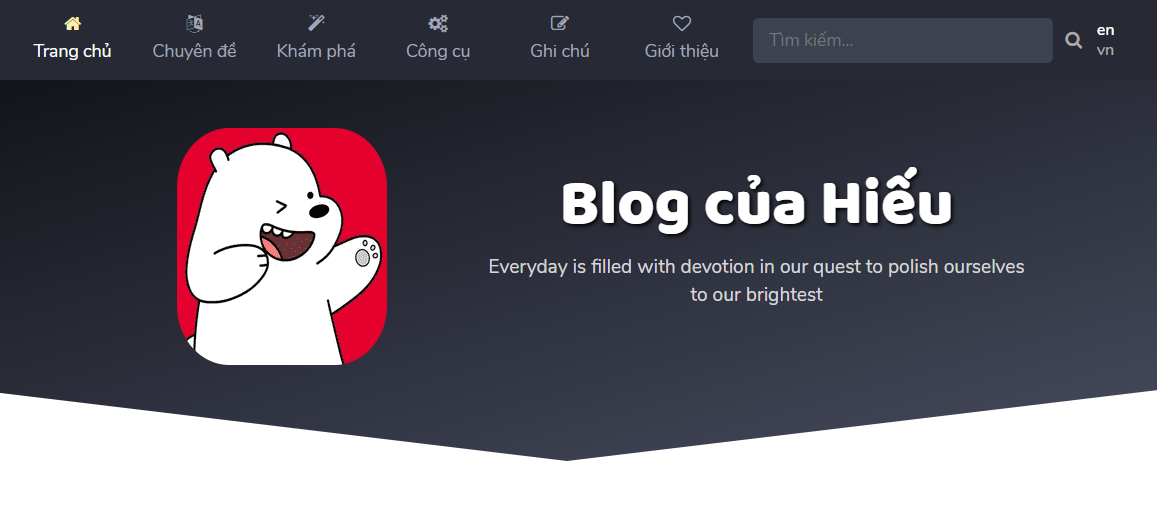 Trang chủ Chuyên đề Khám phá Công cụ Ghi chú Giới thiệu Tìm kiếm... en
vn
Blog của Hiếu
Everyday is filled with devotion in our quest to polish ourselves
to our brightest